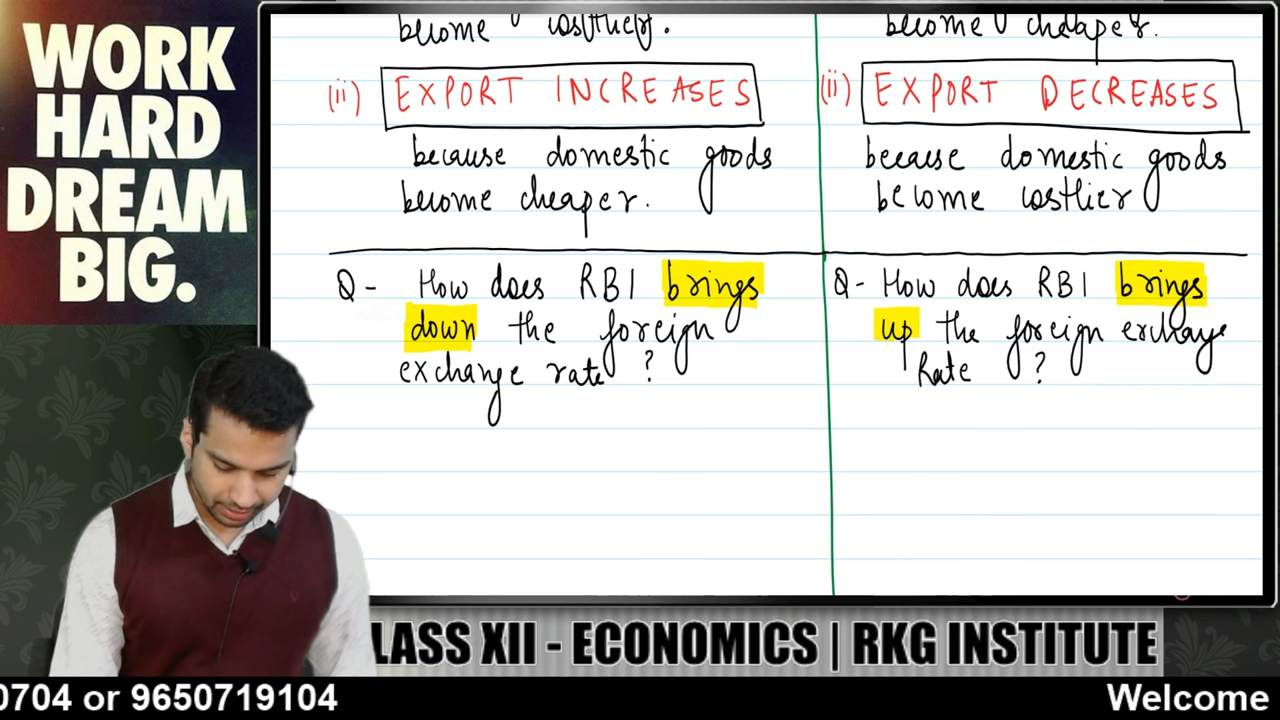 WORK
HARD
DREAM
BIG.
become costlier.
(ii) EXPORT INCREASES
because domestic goods
become cheaper.
Q- How does RBI brings
down the foreign
exchange rate ?
become cheaper.
(ii) EXPORT DECREASES
because domestic goods
become costlier
Q- How does RBI brings
up the foreign exchange
Rate ?
LASS XII - ECONOMICS | RKG INSTITUTE
0704 or 9650719104
Welcome